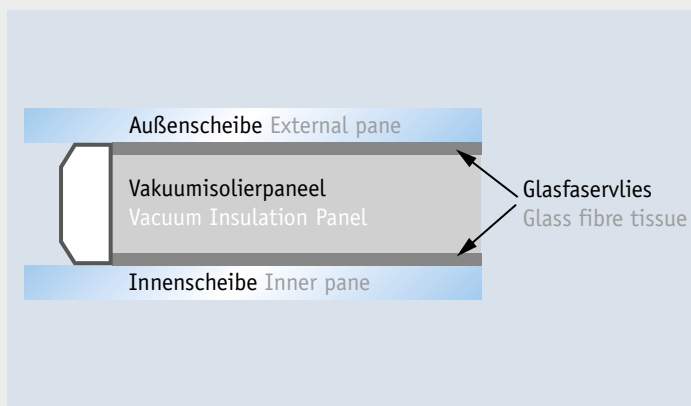 Außenscheibe External pane
Vakuumisolierpaneel
Vacuum Insulation Panel
Glasfaservlies
Glass fibre tissue
Innenscheibe Inner pane